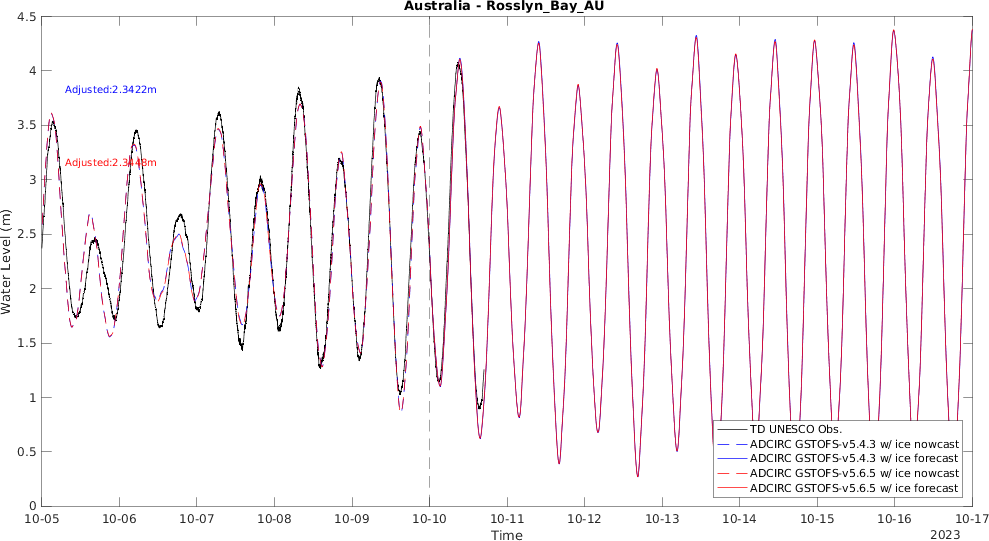 Australia - Rosslyn_Bay_AU
4.5
4
3.5
3
2.5
2
1.5
1
0.5
0
Water Level (m)
Adjusted:2.3422m
Adjusted:2.3448m
TD UNESCO Obs.
ADCIRC GSTOFS-v5.4.3 w/ ice nowcast
ADCIRC GSTOFS-v5.4.3 w/ ice forecast
ADCIRC GSTOFS-v5.6.5 w/ ice nowcast
ADCIRC GSTOFS-v5.6.5 w/ ice forecast
10-05 10-06 10-07 10-08 10-09 10-10 10-11 10-12 10-13 10-14 10-15 10-16 10-17
Time
2023